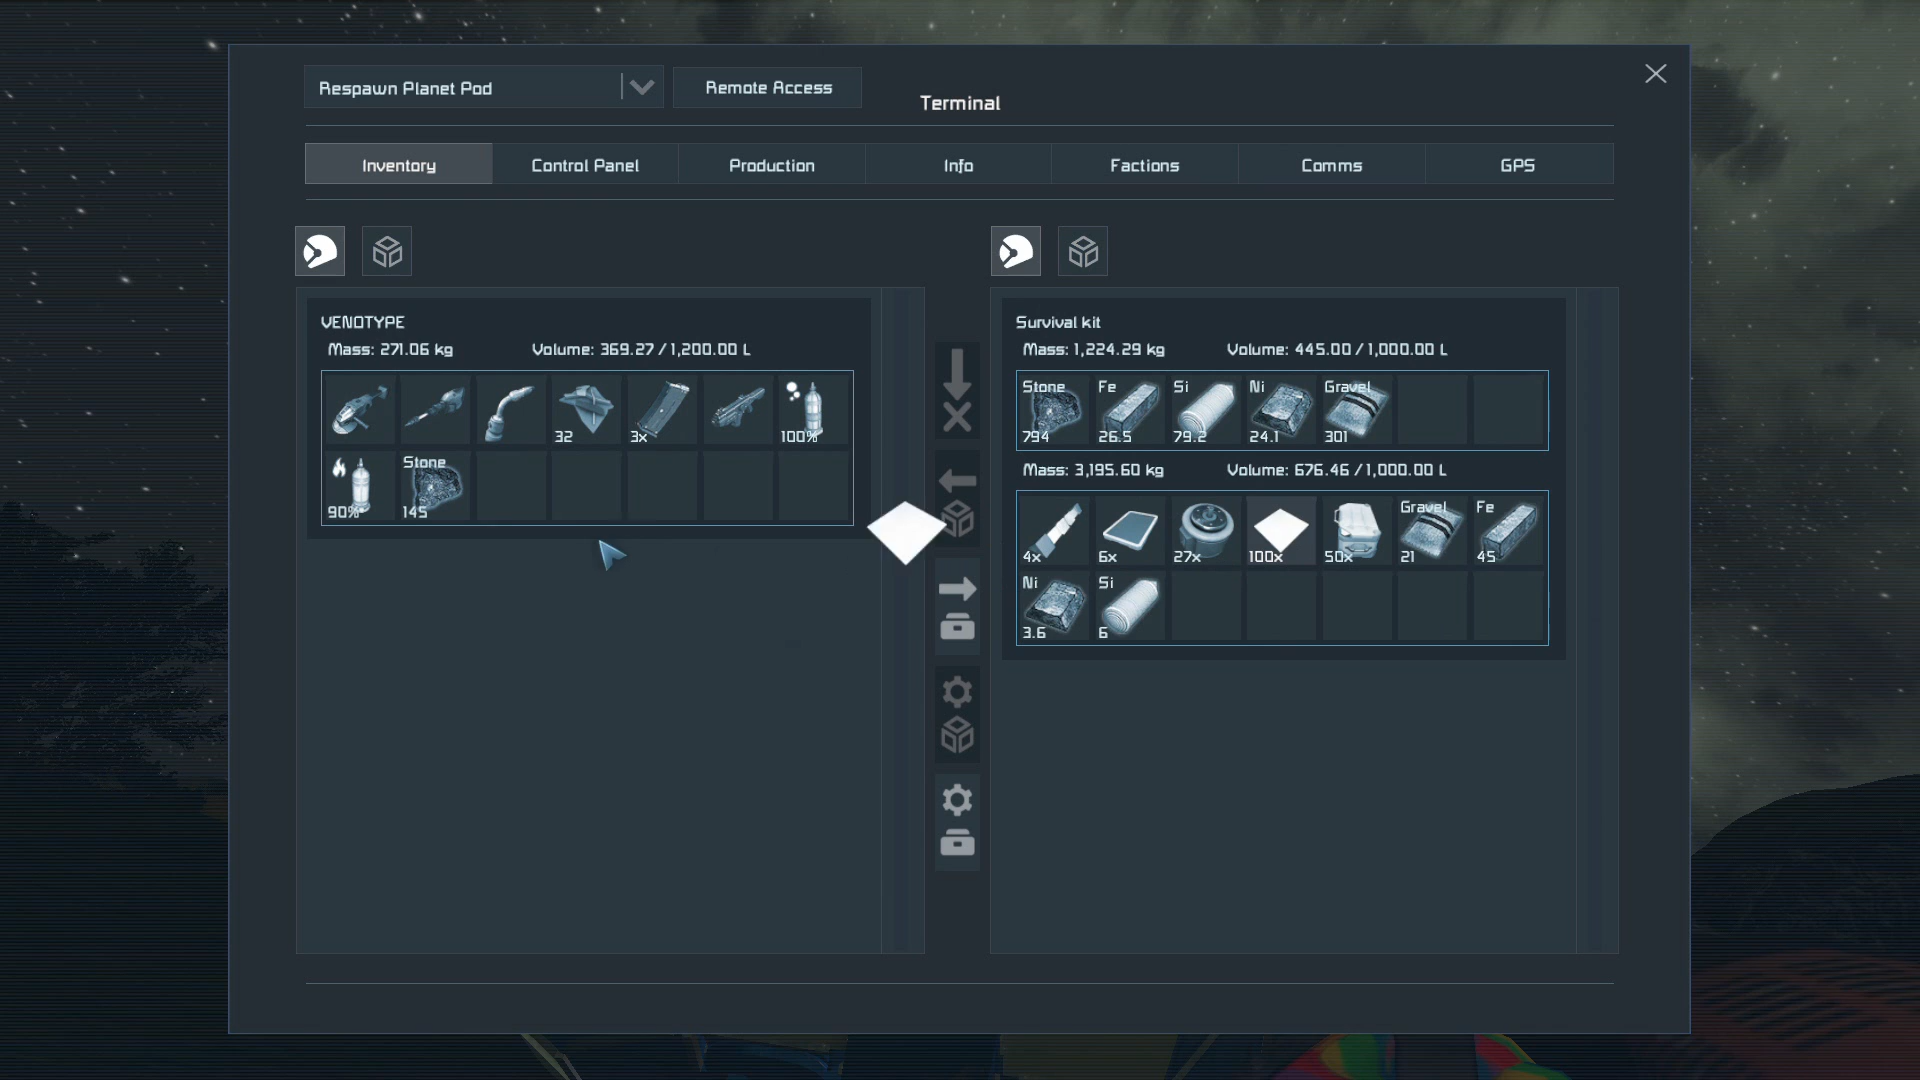 Respawn Planet Pod
Remote Access
Terminal
Inventory
Control Panel
Production
Info
Factions
Comms
GPS
VENOTYPE
Mass: 271.06 kg
Volume: 369.27 / 1,200.00 L
32
3x
100%
90%
Stone
145
Survival kit
Mass: 1,224.29 kg
Volume: 445.00 / 1,000.00 L
Stone
Fe
Si
Ni
Gravel
794
26.5
79.2
24.1
301
Mass: 3,195.60 kg
Volume: 676.46 / 1,000.00 L
Gravel
Fe
4x
6x
27x
100x
50x
21
45
Ni
Si
3.6
6